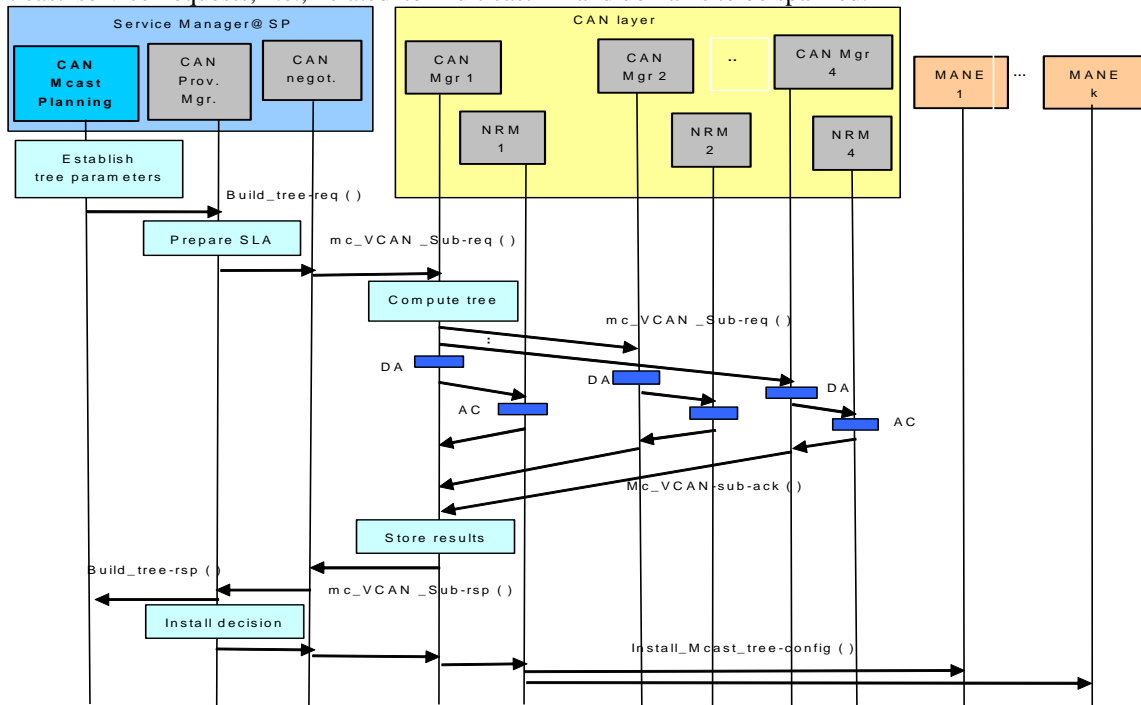 Service Manager@ SP
CAN layer
CAN
Mcast
Planning
CAN
Prov.
Mgr.
CAN
negot.
CAN
Mgr 1
CAN
Mgr 2
..
CAN Mgr
4
MANE
1
...
MANE
k
NRM
1
NRM
2
NRM
4
Establish
tree parameters
Build_tree-req ( )
Prepare SLA
mc_VCAN _Sub-req ( )
Compute tree
mc_VCAN _Sub-req ( )
:
DA
DA
DA
AC
AC
Mc_VCAN-sub-ack ( )
Store results
Build_tree-rsp ( )
mc_VCAN _Sub-rsp ( )
Install decision
Install_Mcast_tree-config ( )